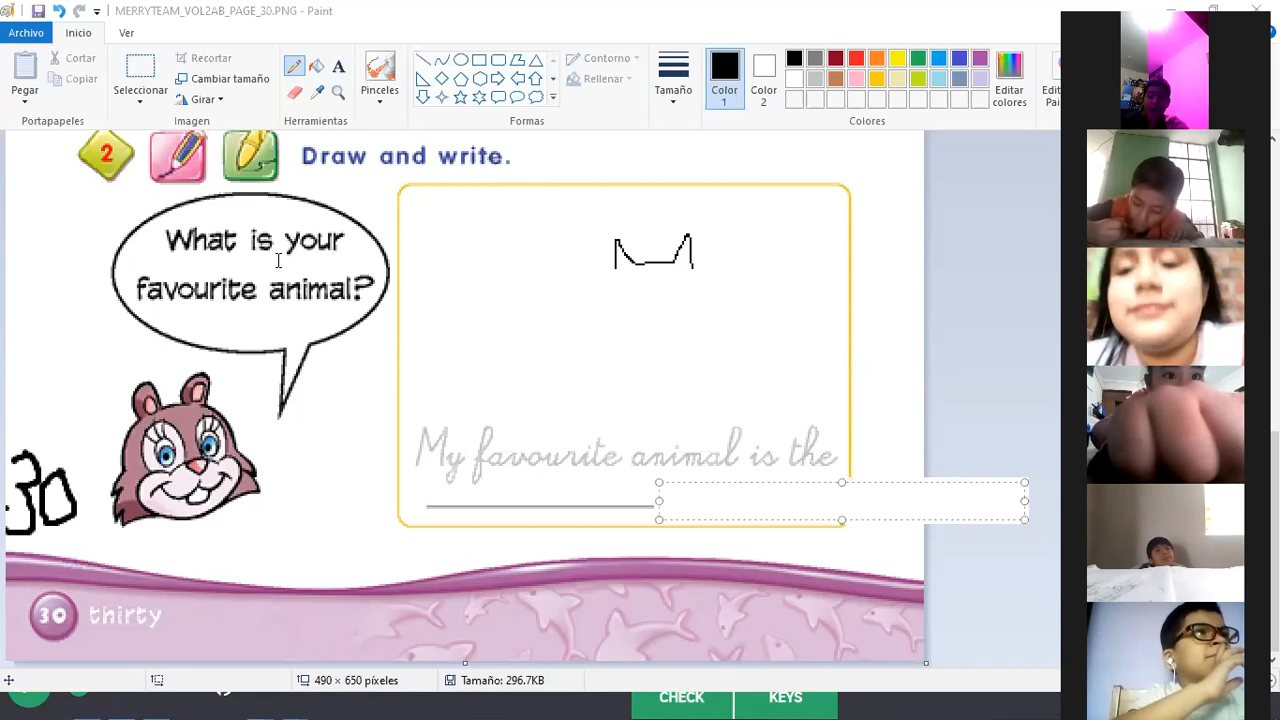 MERRYTEAM_VOL2AB_PAGE_30.PNG - Paint
Archivo Inicio Ver
Pegar
Cortar
Copiar
Portapapeles
Seleccionar
Recortar
Cambiar tamaño
Girar
Imagen
A
Herramientas
Pinceles
Contorno
Rellenar
Formas
Tamaño
Color 1
Color 2
Editar colores
Colores
2 Draw and write.
What is your
favourite animal?
My favourite animal is the
30
30 thirty
490 × 650 píxeles
Tamaño: 296.7KB
CHECK KEYS